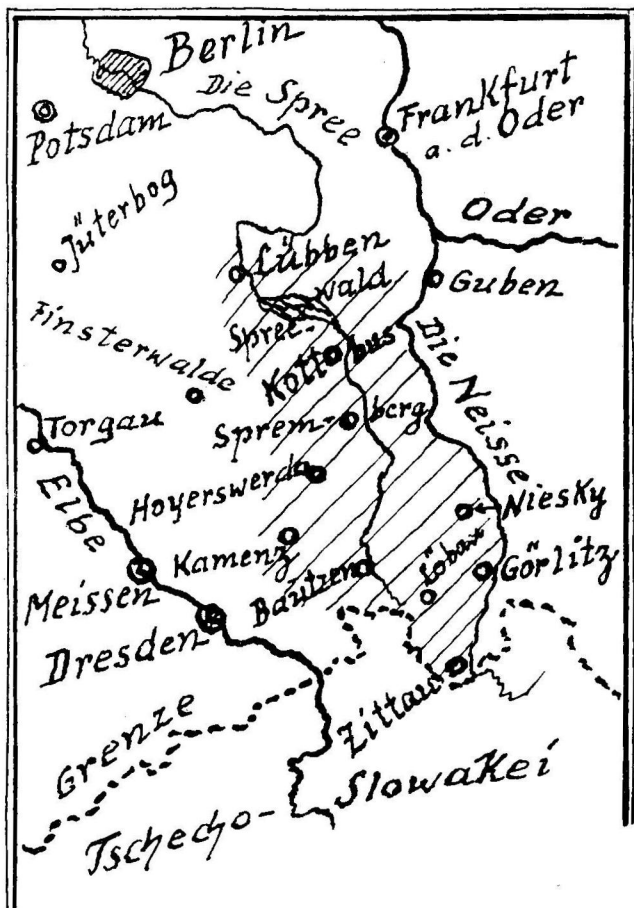 Berlin
Die Spree
Potsdam
Frankfurt
a. d. Oder
Jüterbog
Oder
Lübben
Guben
Spree-
wald
Finsterwalde
Kottbus
Die Neisse
Torgau
Sprem-
berg
Elbe
Hoyerswerda
Niesky
Kamenz
Löbau
Görlitz
Bautzen
Meissen
Dresden
Zittau
Grenze
Tschecho-
Slowakei